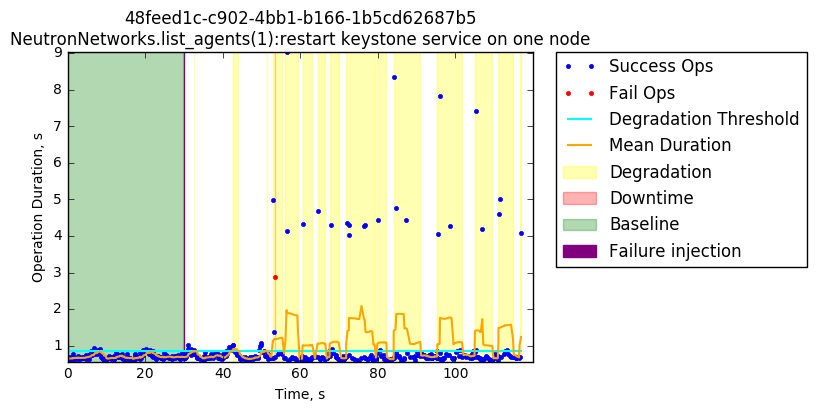 48feed1c-c902-4bb1-b166-1b5cd62687b5
NeutronNetworks.list_agents(1):restart keystone service on one node
9
8
7
6
5
4
3
2
1
Operation Duration, s
0
20
40
60
80
100
Time, s
Success Ops
Fail Ops
Degradation Threshold
Mean Duration
Degradation
Downtime
Baseline
Failure injection